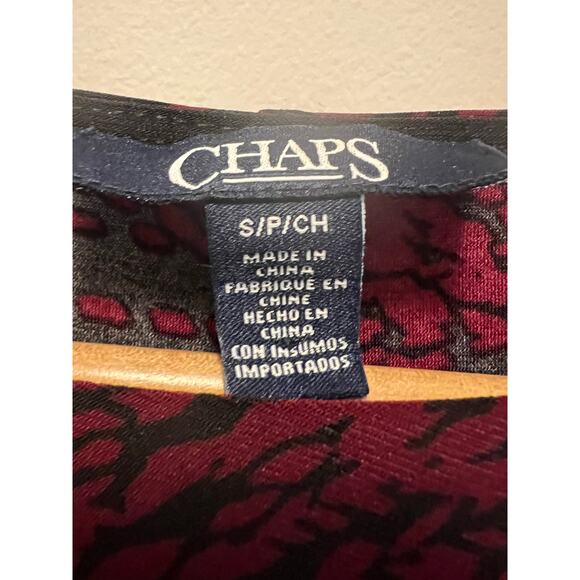 CHAPS
S/P/CH
MADE IN
CHINA
FABRIQUE EN
CHINE
HECHO EN
CHINA
CON INSUMOS
IMPORTADOS